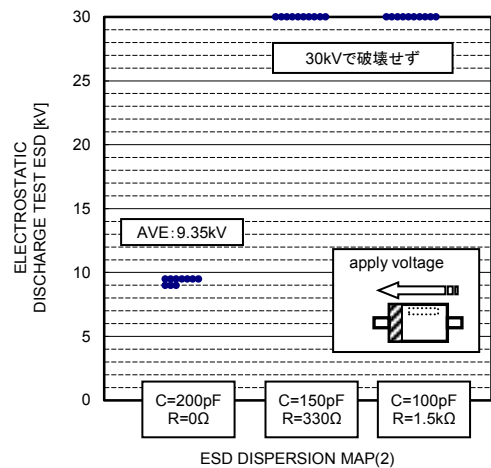 ELECTROSTATIC
DISCHARGE TEST ESD [kV]
30
25
20
15
10
5
0
30kVで破壊せず
AVE:9.35kV
apply voltage
C=200pF
R=0Ω
C=150pF
R=330Ω
C=100pF
R=1.5kΩ
ESD DISPERSION MAP(2)